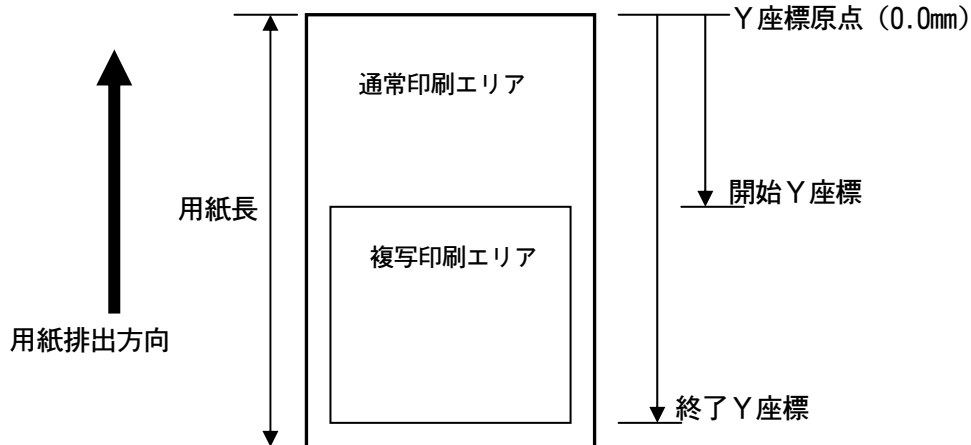 Ｙ座標原点（0.0㎜）
通常印刷エリア
開始Ｙ座標
用紙長
複写印刷エリア
用紙排出方向
終了Ｙ座標